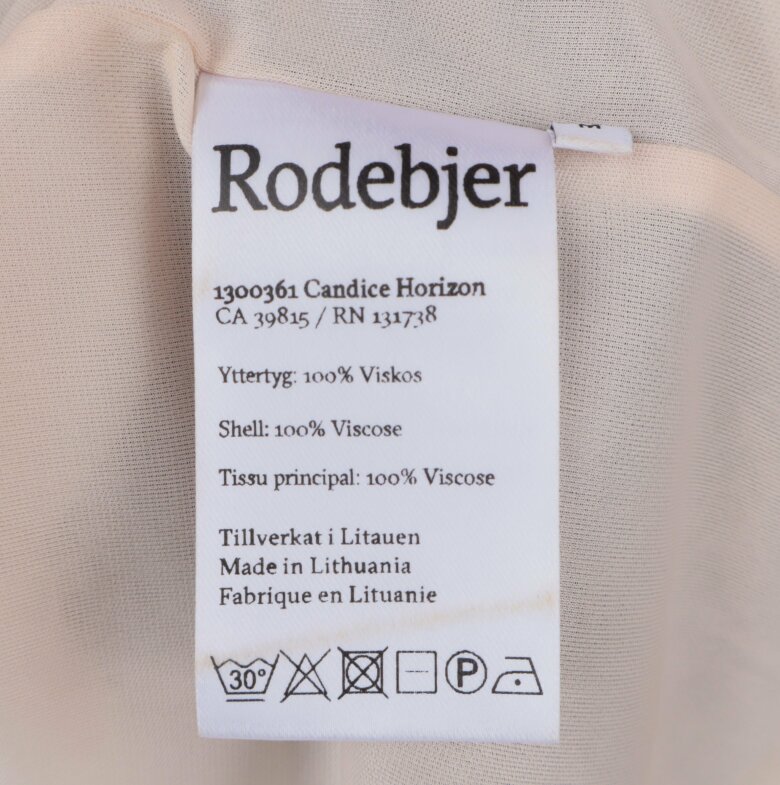 Rodebjer
1300361 Candice Horizon
CA 39815 / RN 131738
Yttertyg: 100% Viskos
Shell: 100% Viscose
Tissu principal: 100% Viscose
Tillverkat i Litauen
Made in Lithuania
Fabrique en Lituanie
30°
P